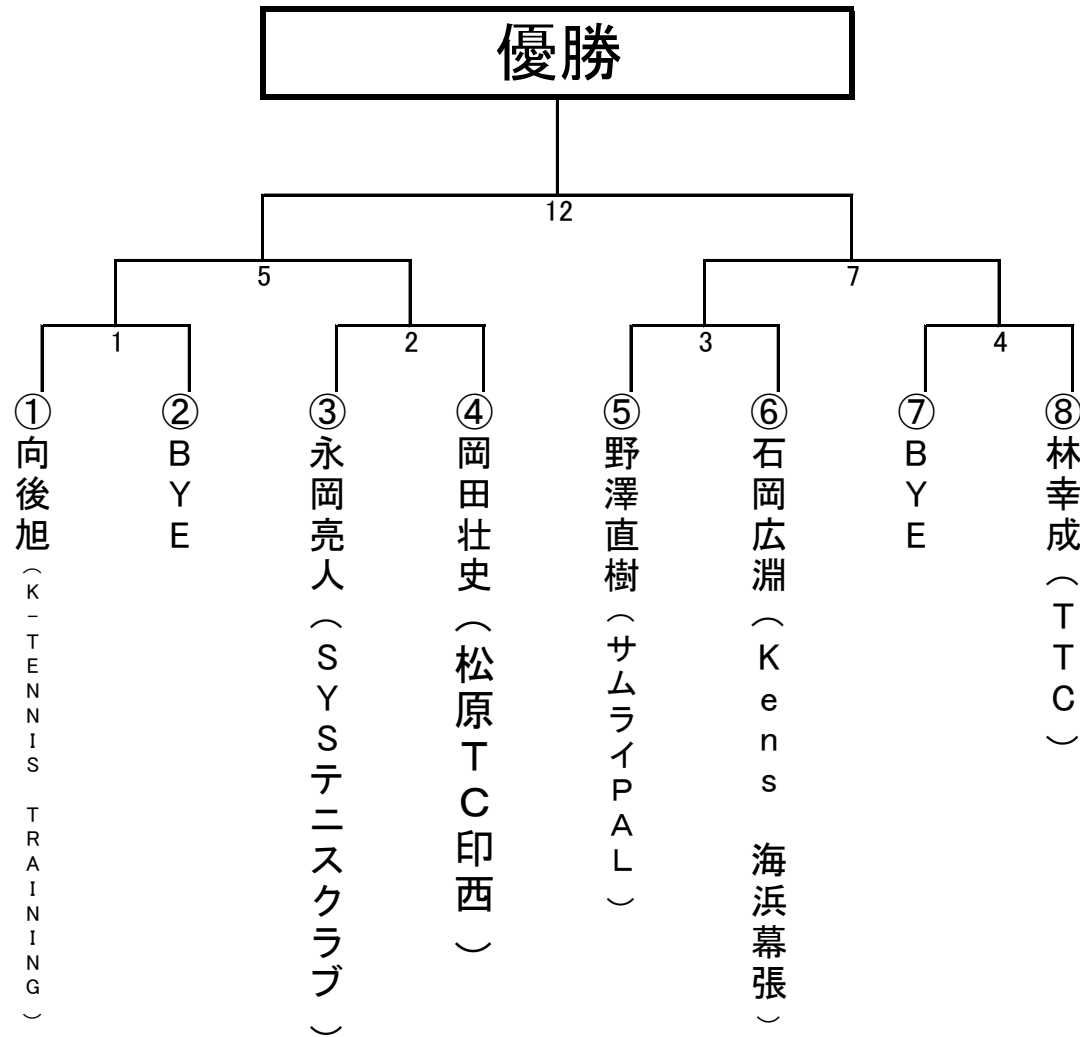 優勝
12
5
7
1
2
3
4
①向後旭（K-TENNIS TRAINING）
②BYE
③永岡亮人（SYSテニスクラブ）
④岡田壮史（松原TC印西）
⑤野澤直樹（サムライPAL）
⑥石岡広淵（Kens 海浜幕張）
⑦BYE
⑧林幸成（TTC）